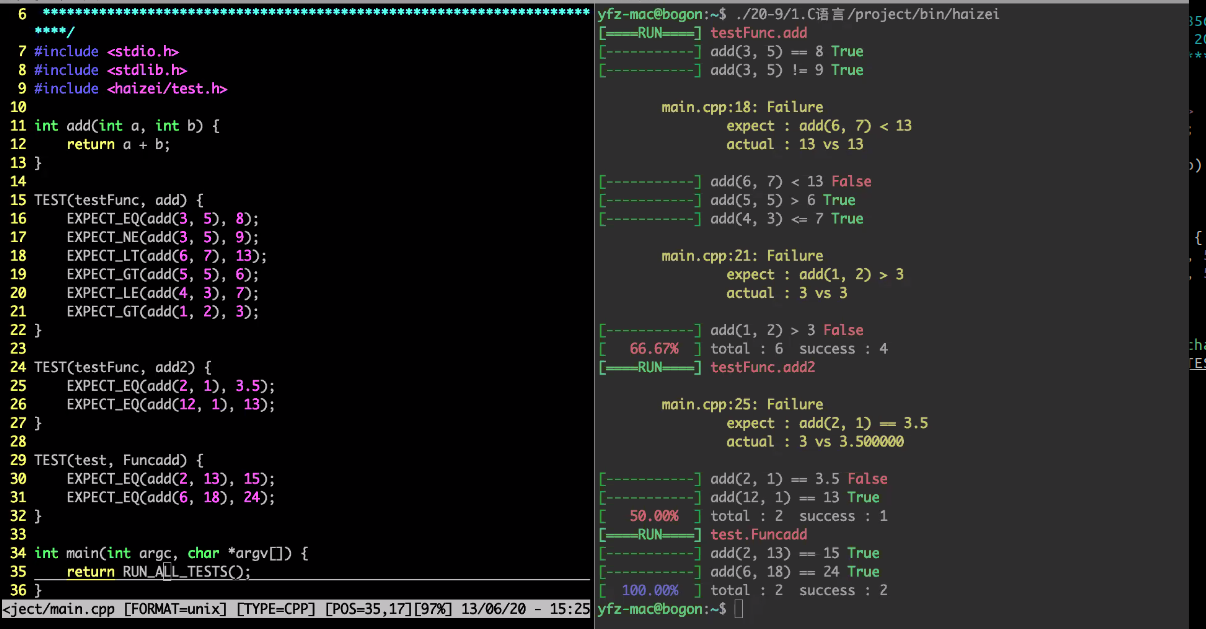 6 ********************************************************************
****/
7 #include <stdio.h>
8 #include <stdlib.h>
9 #include <haizei/test.h>
10
11 int add(int a, int b) {
12     return a + b;
13 }
14
15 TEST(testFunc, add) {
16     EXPECT_EQ(add(3, 5), 8);
17     EXPECT_NE(add(3, 5), 9);
18     EXPECT_LT(add(6, 7), 13);
19     EXPECT_GT(add(5, 5), 6);
20     EXPECT_LE(add(4, 3), 7);
21     EXPECT_GT(add(1, 2), 3);
22 }
23
24 TEST(testFunc, add2) {
25     EXPECT_EQ(add(2, 1), 3.5);
26     EXPECT_EQ(add(12, 1), 13);
27 }
28
29 TEST(test, Funcadd) {
30     EXPECT_EQ(add(2, 13), 15);
31     EXPECT_EQ(add(6, 18), 24);
32 }
33
34 int main(int argc, char *argv[]) {
35     return RUN_ALL_TESTS();
36 }
<ject/main.cpp [FORMAT=unix] [TYPE=CPP] [POS=35,17][97%] 13/06/20 - 15:25
yfz-mac@bogon:~$ ./20-9/1.C语言/project/bin/haizei
[====RUN====] testFunc.add
[-----------] add(3, 5) == 8 True
[-----------] add(3, 5) != 9 True
main.cpp:18: Failure
expect : add(6, 7) < 13
actual : 13 vs 13
[-----------] add(6, 7) < 13 False
[-----------] add(5, 5) > 6 True
[-----------] add(4, 3) <= 7 True
main.cpp:21: Failure
expect : add(1, 2) > 3
actual : 3 vs 3
[-----------] add(1, 2) > 3 False
[   66.67%  ] total : 6  success : 4
[====RUN====] testFunc.add2
main.cpp:25: Failure
expect : add(2, 1) == 3.5
actual : 3 vs 3.500000
[-----------] add(2, 1) == 3.5 False
[-----------] add(12, 1) == 13 True
[   50.00%  ] total : 2  success : 1
[====RUN====] test.Funcadd
[-----------] add(2, 13) == 15 True
[-----------] add(6, 18) == 24 True
[  100.00%  ] total : 2  success : 2
yfz-mac@bogon:~$